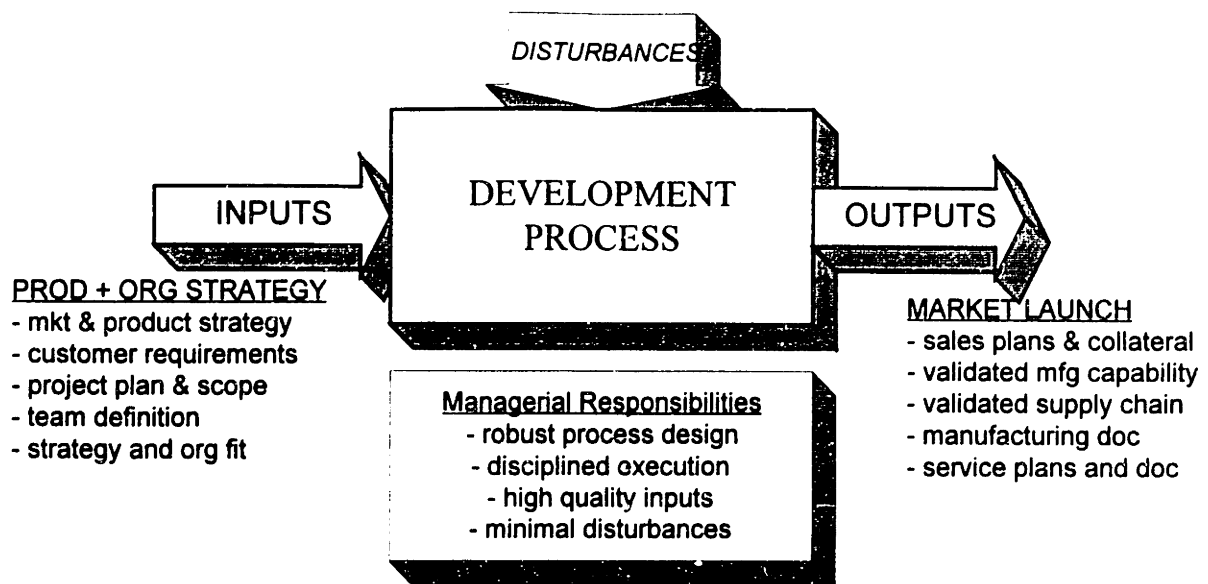 DISTURBANCES
INPUTS
DEVELOPMENT
PROCESS
OUTPUTS
PROD + ORG STRATEGY
- mkt & product strategy
- customer requirements
- project plan & scope
- team definition
- strategy and org fit
Managerial Responsibilities
- robust process design
- disciplined execution
- high quality inputs
- minimal disturbances
MARKET LAUNCH
- sales plans & collateral
- validated mfg capability
- validated supply chain
- manufacturing doc
- service plans and doc